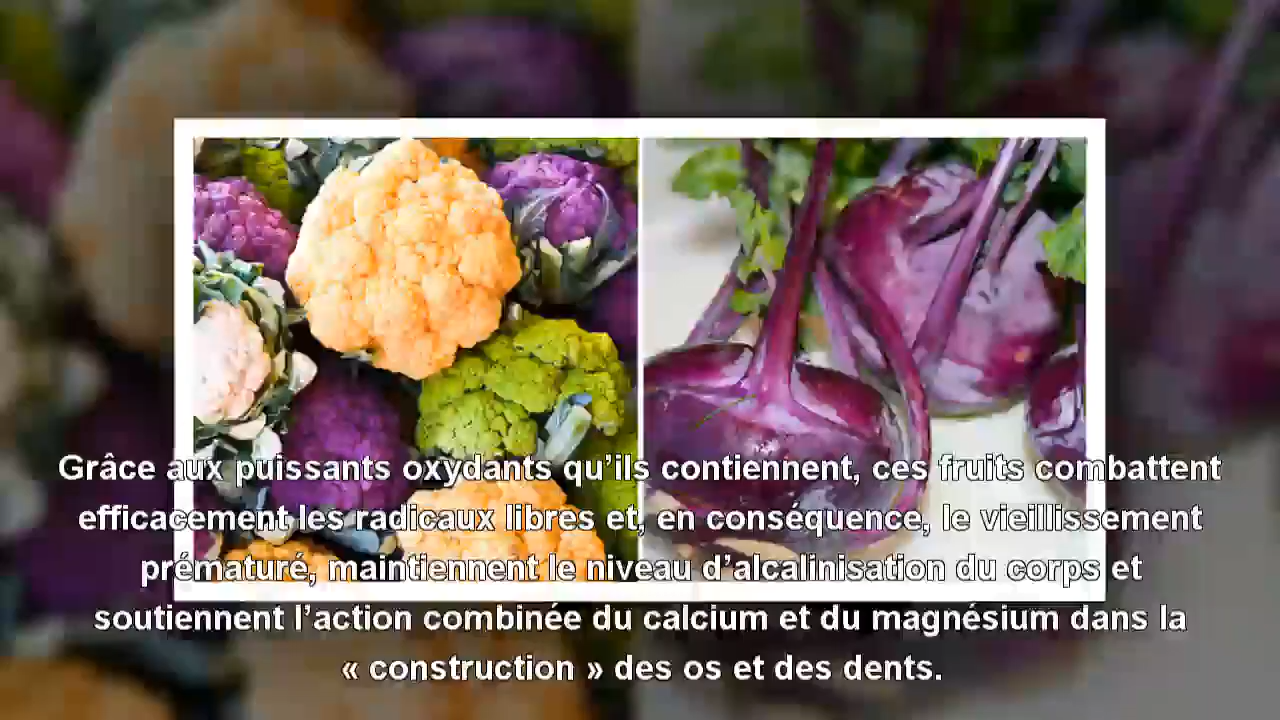 Grâce aux puissants oxydants qu’ils contiennent, ces fruits combattent
efficacement les radicaux libres et, en conséquence, le vieillissement
prématuré, maintiennent le niveau d’alcalinisation du corps et
soutiennent l’action combinée du calcium et du magnésium dans la
« construction » des os et des dents.